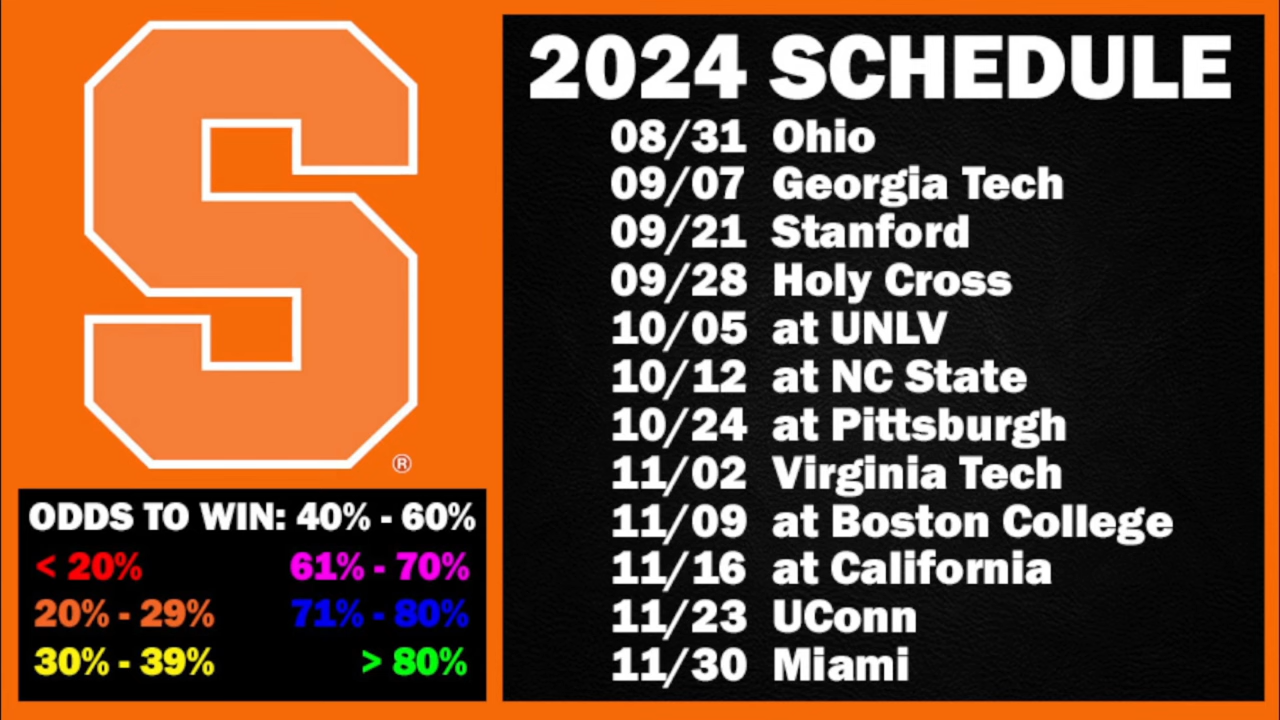 S
®
2024 SCHEDULE
08/31 Ohio
09/07 Georgia Tech
09/21 Stanford
09/28 Holy Cross
10/05 at UNLV
10/12 at NC State
10/24 at Pittsburgh
11/02 Virginia Tech
11/09 at Boston College
11/16 at California
11/23 UConn
11/30 Miami
ODDS TO WIN: 40% - 60%
< 20% 61% - 70%
20% - 29% 71% - 80%
30% - 39% > 80%